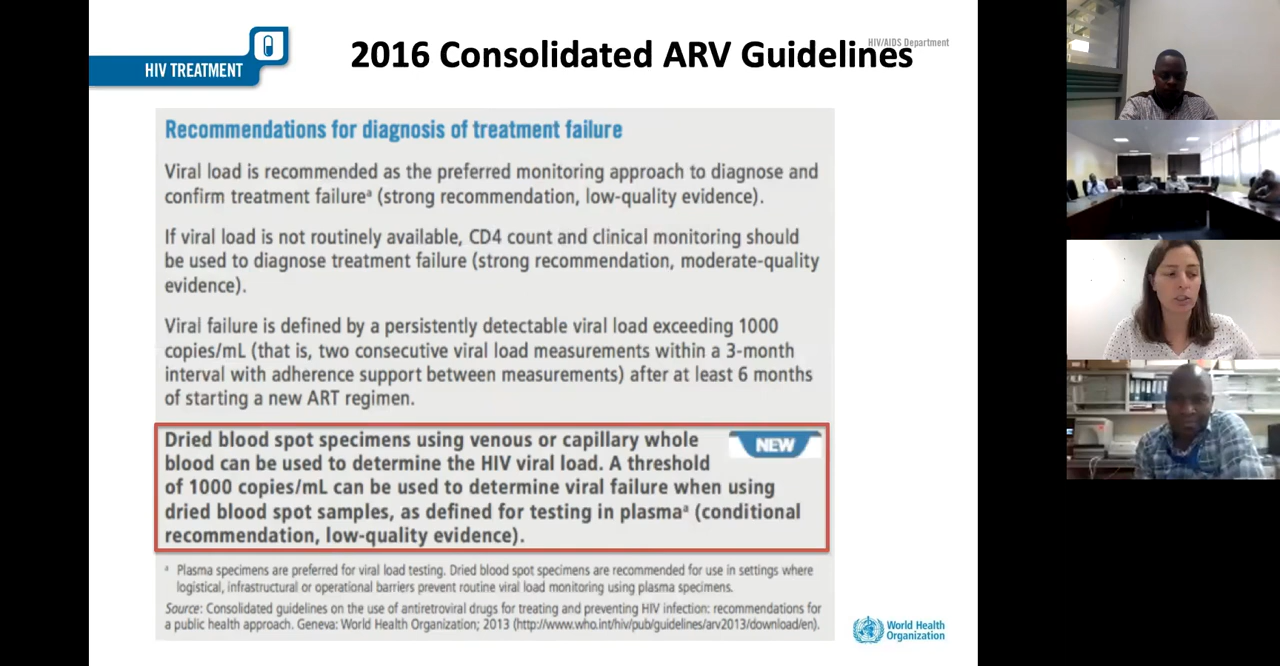 HIV/AIDS Department
2016 Consolidated ARV Guidelines
HIV TREATMENT
Recommendations for diagnosis of treatment failure
Viral load is recommended as the preferred monitoring approach to diagnose and
confirm treatment failureª (strong recommendation, low-quality evidence).
If viral load is not routinely available, CD4 count and clinical monitoring should
be used to diagnose treatment failure (strong recommendation, moderate-quality
evidence).
Viral failure is defined by a persistently detectable viral load exceeding 1000
copies/mL (that is, two consecutive viral load measurements within a 3-month
interval with adherence support between measurements) after at least 6 months
of starting a new ART regimen.
Dried blood spot specimens using venous or capillary whole
NEW
blood can be used to determine the HIV viral load. A threshold
of 1000 copies/mL can be used to determine viral failure when using
dried blood spot samples, as defined for testing in plasmaª (conditional
recommendation, low-quality evidence).
ª Plasma specimens are preferred for viral load testing. Dried blood spot specimens are recommended for use in settings where
logistical, infrastructural or operational barriers prevent routine viral load monitoring using plasma specimens.
Source: Consolidated guidelines on the use of antiretroviral drugs for treating and preventing HIV infection: recommendations for
a public health approach. Geneva: World Health Organization; 2013 (http://www.who.int/hiv/pub/guidelines/arv2013/download/en).
World Health
Organization